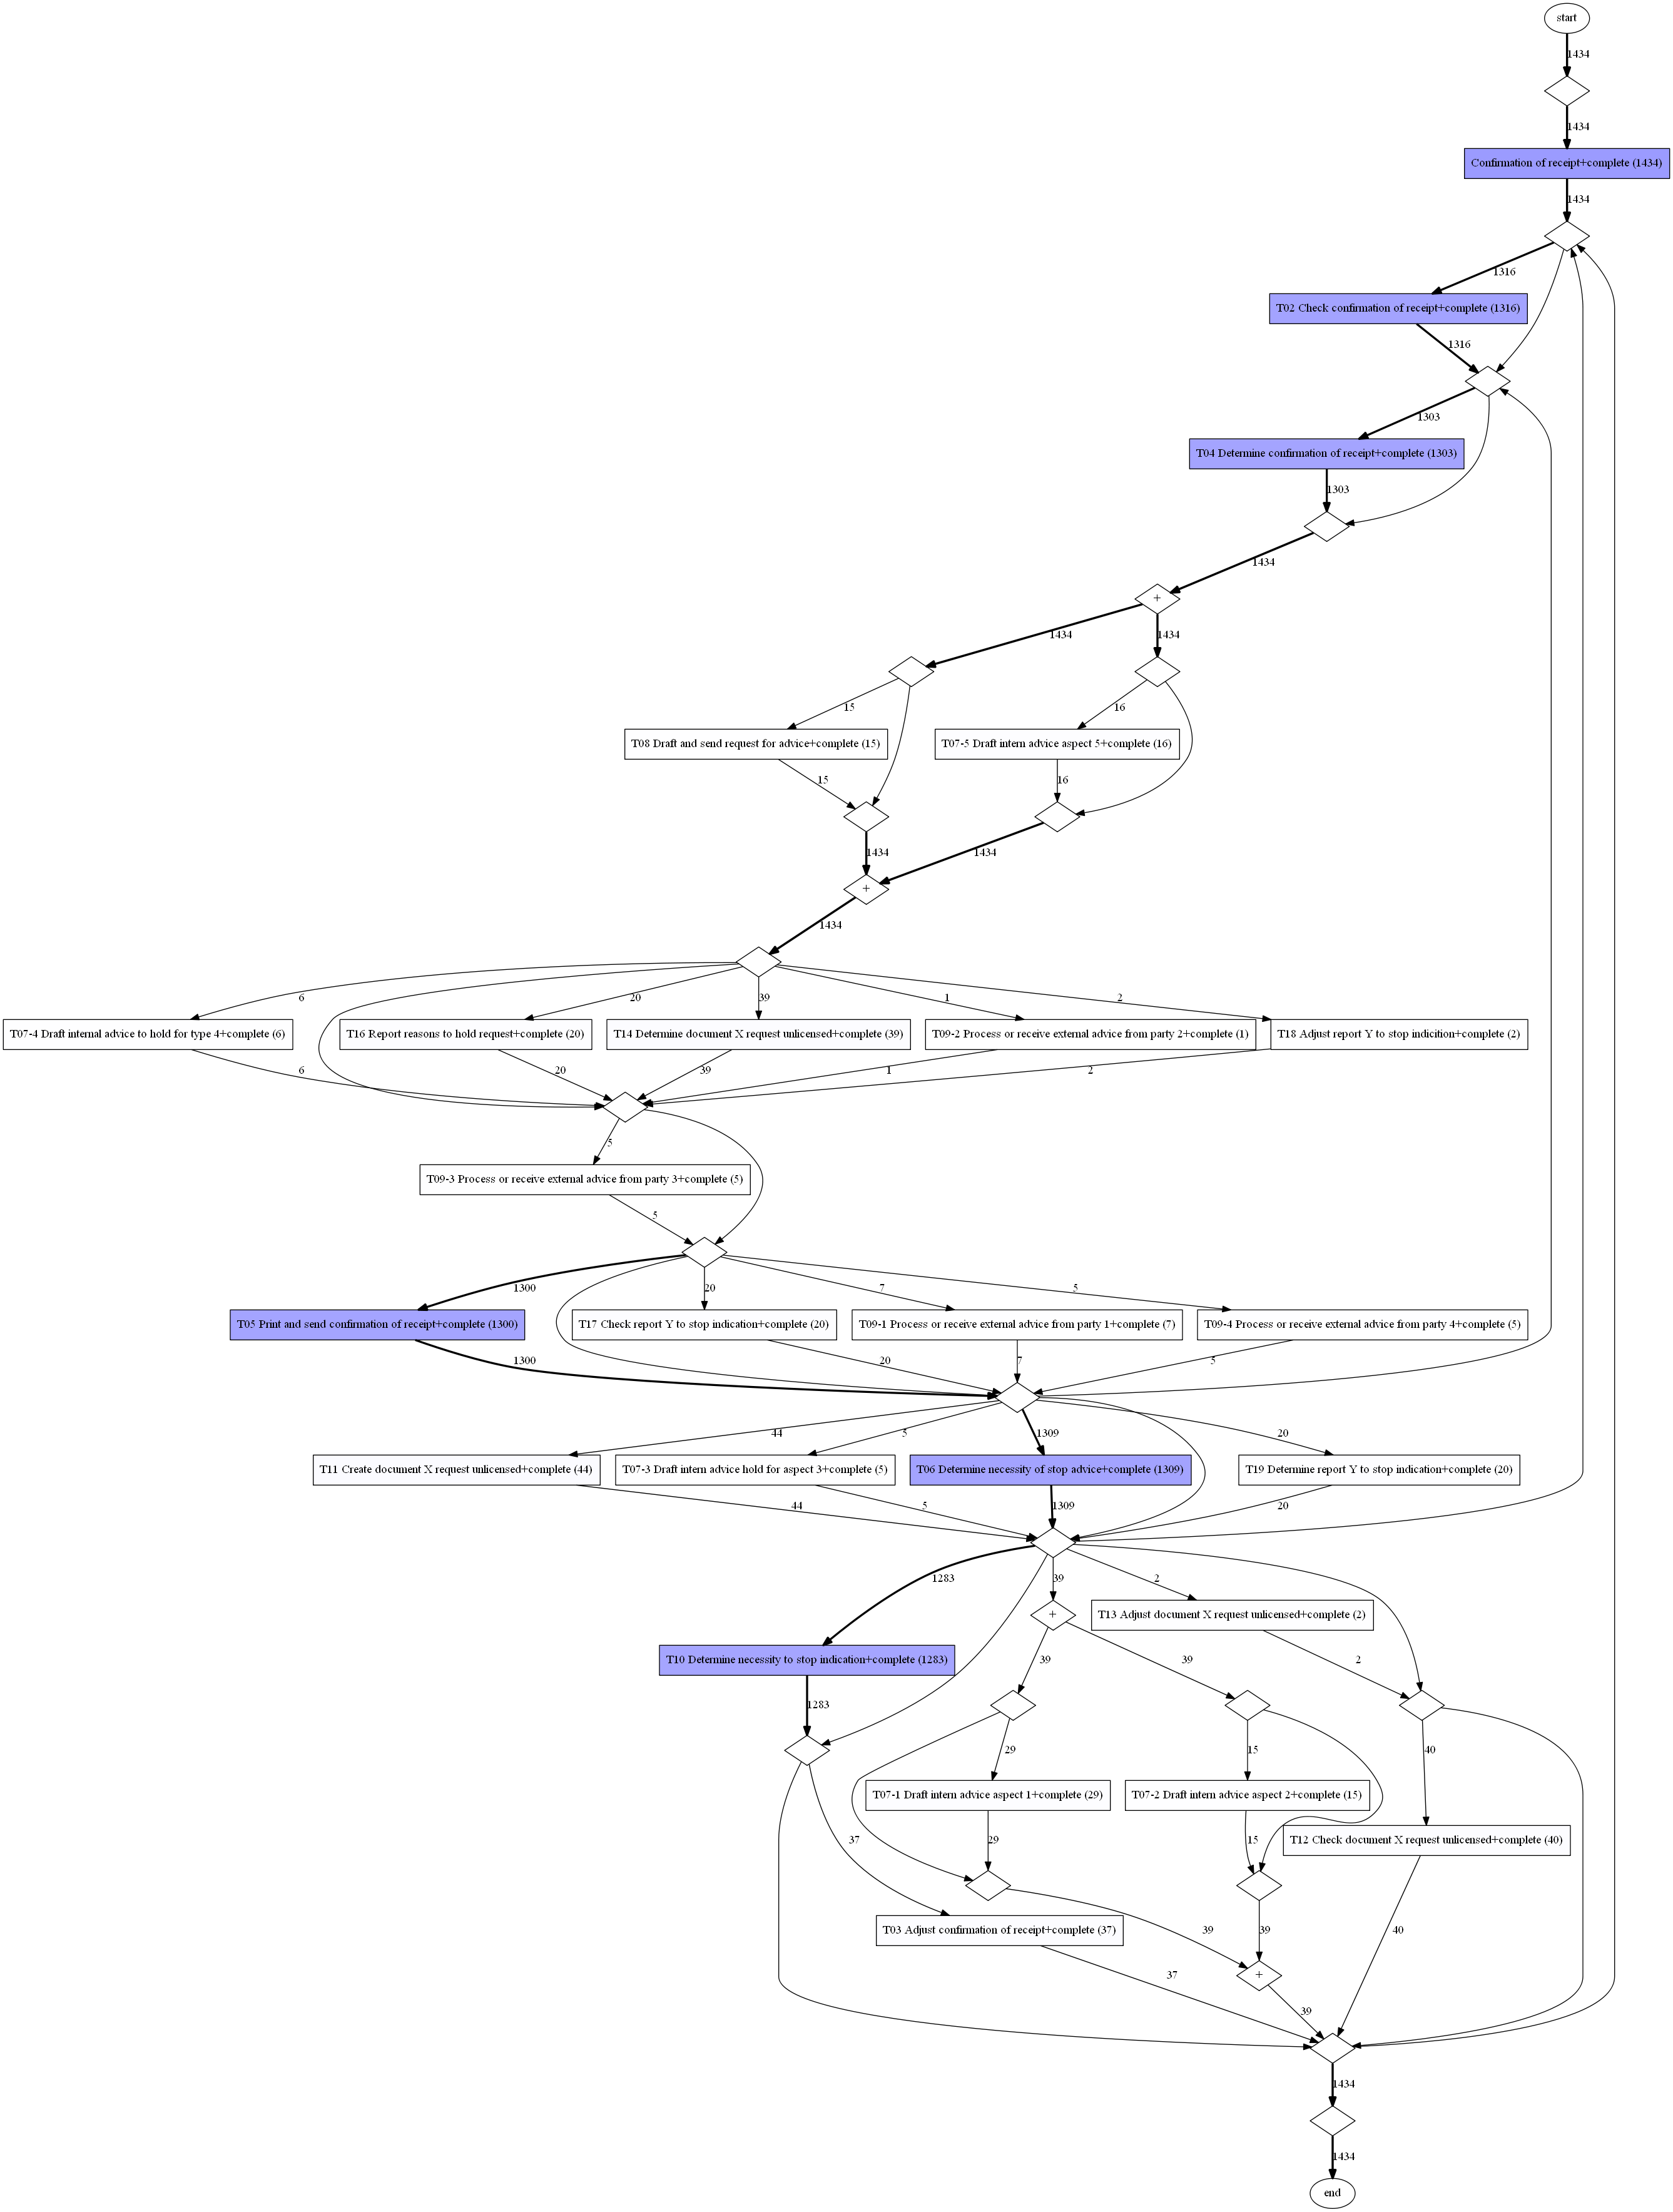 start
1434
1434
Confirmation of receipt+complete (1434)
1434
1316
T02 Check confirmation of receipt+complete (1316)
1316
1303
T04 Determine confirmation of receipt+complete (1303)
1303
1434
+
1434
1434
15
16
T08 Draft and send request for advice+complete (15)
T07-5 Draft intern advice aspect 5+complete (16)
15
16
1434
1434
+
1434
6
20
39
1
2
T07-4 Draft internal advice to hold for type 4+complete (6)
T16 Report reasons to hold request+complete (20)
T14 Determine document X request unlicensed+complete (39)
T09-2 Process or receive external advice from party 2+complete (1)
T18 Adjust report Y to stop indicition+complete (2)
6
20
39
1
2
5
T09-3 Process or receive external advice from party 3+complete (5)
5
1300
20
7
5
T05 Print and send confirmation of receipt+complete (1300)
T17 Check report Y to stop indication+complete (20)
T09-1 Process or receive external advice from party 1+complete (7)
T09-4 Process or receive external advice from party 4+complete (5)
1300
20
7
5
44
5
1309
20
T11 Create document X request unlicensed+complete (44)
T07-3 Draft intern advice hold for aspect 3+complete (5)
T06 Determine necessity of stop advice+complete (1309)
T19 Determine report Y to stop indication+complete (20)
44
5
1309
20
1283
39
2
+
T13 Adjust document X request unlicensed+complete (2)
T10 Determine necessity to stop indication+complete (1283)
39
39
2
1283
29
15
40
T07-1 Draft intern advice aspect 1+complete (29)
T07-2 Draft intern advice aspect 2+complete (15)
37
29
15
T12 Check document X request unlicensed+complete (40)
T03 Adjust confirmation of receipt+complete (37)
39
39
40
+
37
39
1434
1434
end